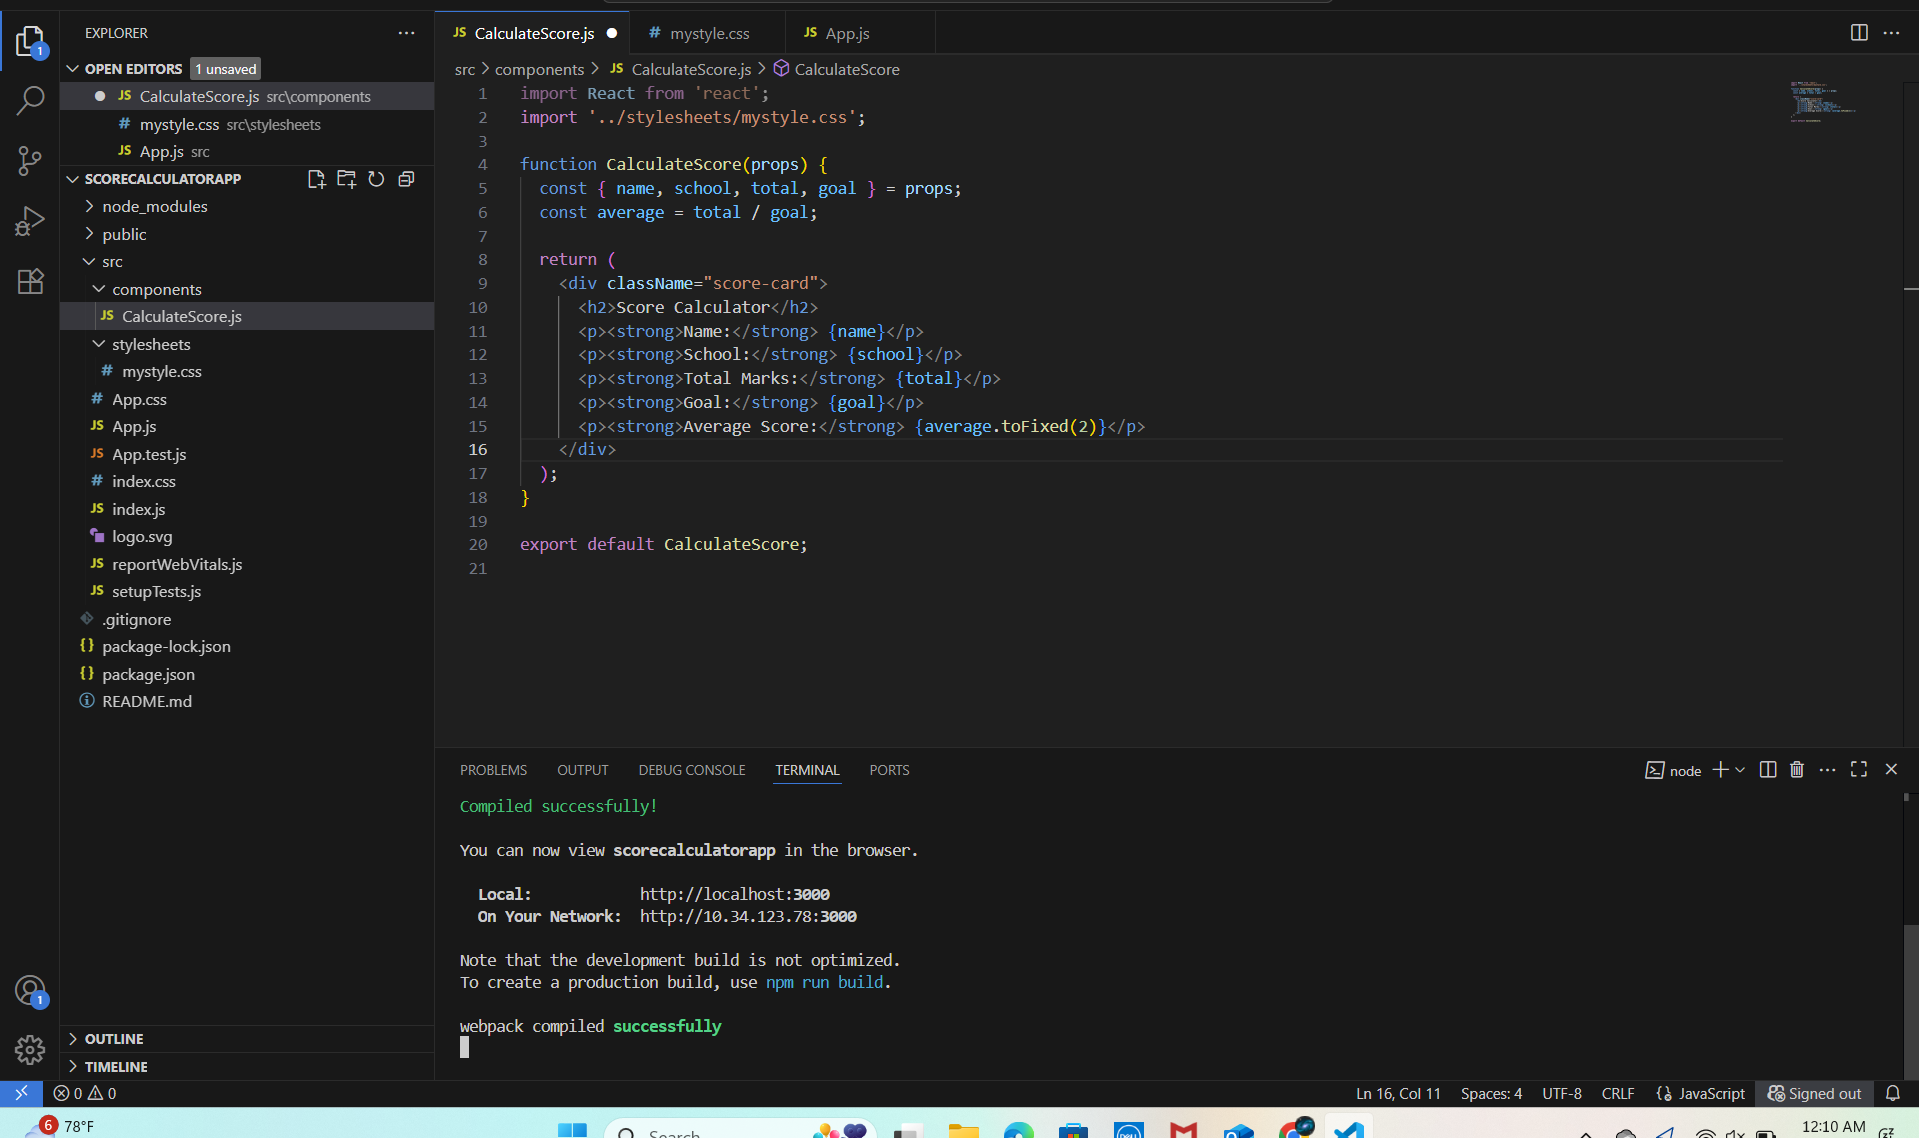 EXPLORER
1
OPEN EDITORS 1 unsaved
JS CalculateScore.js src\components
# mystyle.css src\stylesheets
JS App.js src
SCORECALCULATORAPP
node_modules
public
src
components
JS CalculateScore.js
stylesheets
# mystyle.css
# App.css
JS App.js
JS App.test.js
# index.css
JS index.js
logo.svg
JS reportWebVitals.js
JS setupTests.js
.gitignore
{} package-lock.json
{} package.json
README.md
1
OUTLINE
TIMELINE
JS CalculateScore.js
# mystyle.css
JS App.js
src > components > JS CalculateScore.js > CalculateScore
1 import React from 'react';
2 import '../stylesheets/mystyle.css';
3
4 function CalculateScore(props) {
5 const { name, school, total, goal } = props;
6 const average = total / goal;
7
8 return (
9 <div className="score-card">
10 <h2>Score Calculator</h2>
11 <p><strong>Name:</strong> {name}</p>
12 <p><strong>School:</strong> {school}</p>
13 <p><strong>Total Marks:</strong> {total}</p>
14 <p><strong>Goal:</strong> {goal}</p>
15 <p><strong>Average Score:</strong> {average.toFixed(2)}</p>
16 </div>
17 );
18 }
19
20 export default CalculateScore;
21
PROBLEMS OUTPUT DEBUG CONSOLE TERMINAL PORTS
node
Compiled successfully!
You can now view scorecalculatorapp in the browser.
Local: http://localhost:3000
On Your Network: http://10.34.123.78:3000
Note that the development build is not optimized.
To create a production build, use npm run build.
webpack compiled successfully
0 0
Ln 16, Col 11 Spaces: 4 UTF-8 CRLF {} JavaScript Signed out
6 78°F
Search
12:10 AM